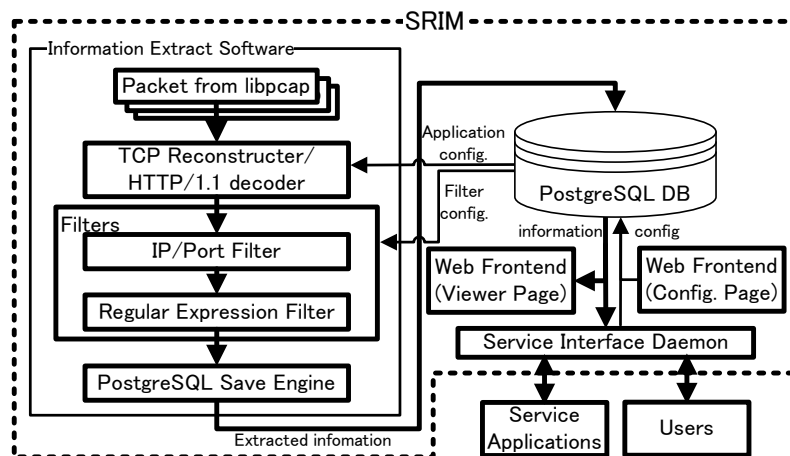 SRIM
Information Extract Software
Packet from libpcap
TCP Reconstructer/
HTTP/1.1 decoder
Filters
IP/Port Filter
Regular Expression Filter
PostgreSQL Save Engine
Extracted infomation
Application
config.
Filter
config.
PostgreSQL DB
information
config
Web Frontend
(Viewer Page)
Web Frontend
(Config. Page)
Service Interface Daemon
Service
Applications
Users